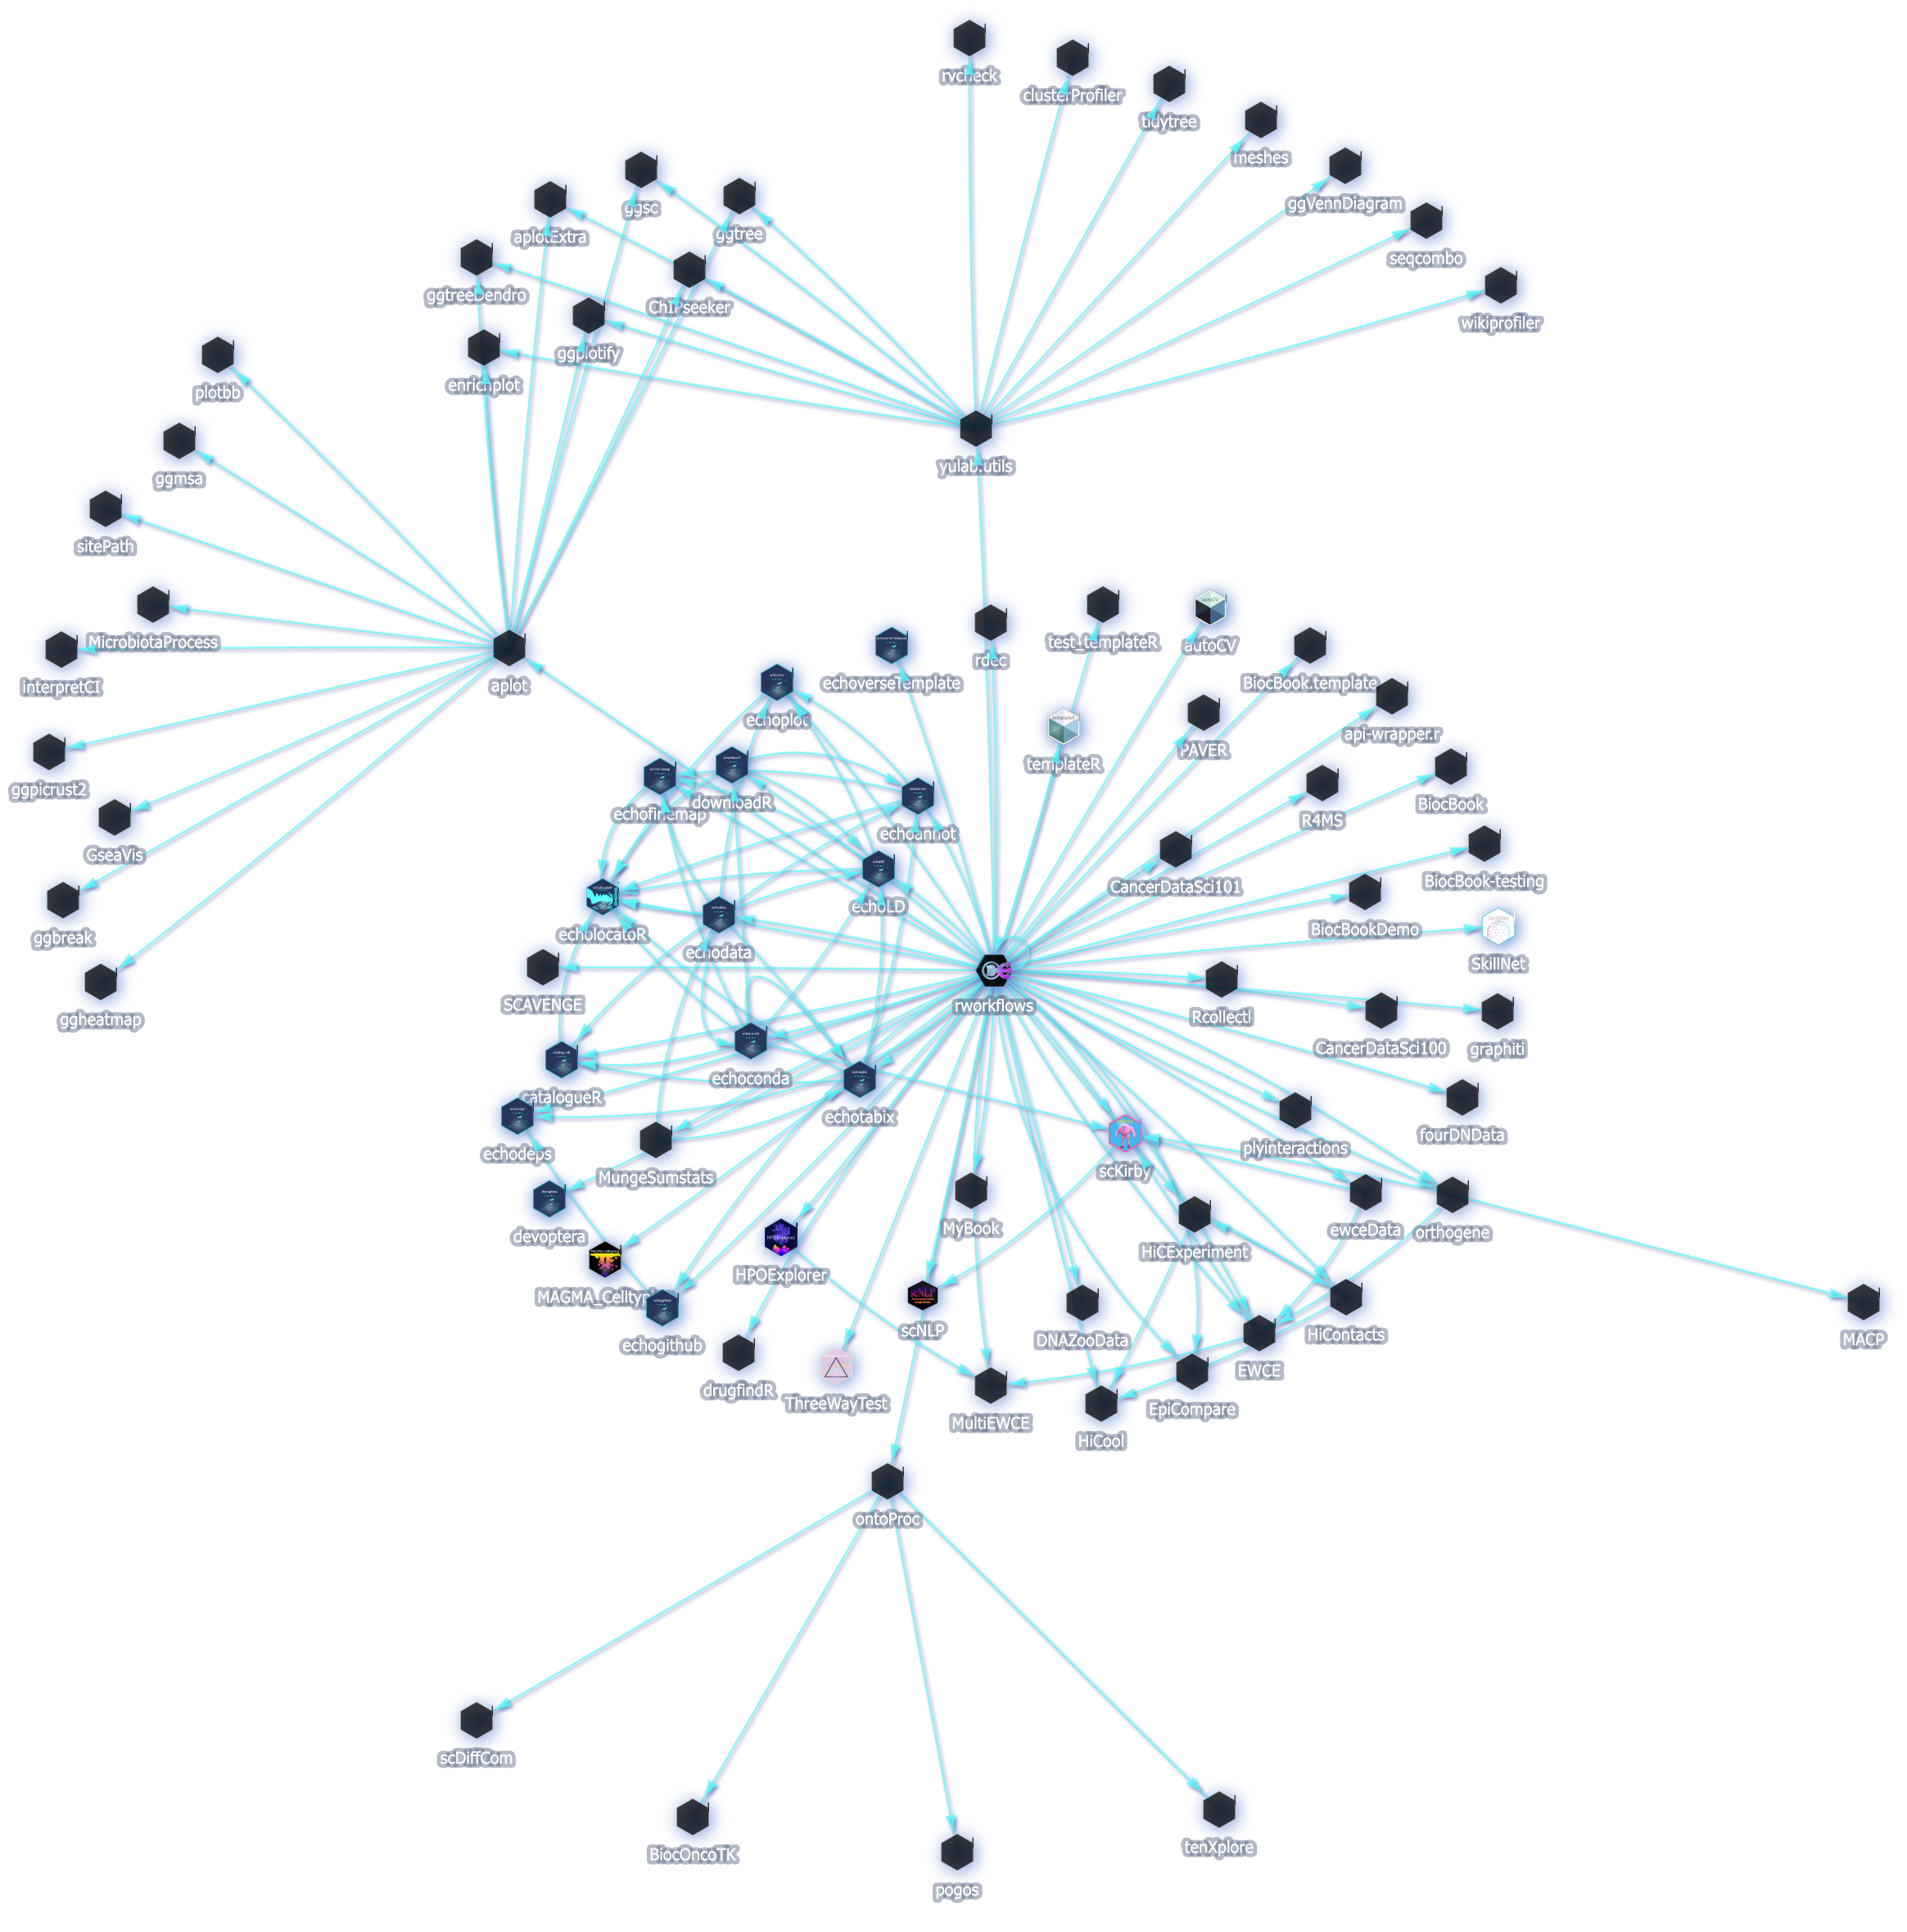 rvcheck
clusterProfiler
tidytree
meshes
ggVennDiagram
ggsc
ggtree
aplotExtra
seqcombo
ggtreeDendro
ChIPseeker
wikiprofiler
ggplotify
enrichplot
plotbb
yulab.utils
ggmsa
sitePath
MicrobiotaProcess
test_templateR
autoCV
rdec
echoverseTemplate
BiocBook.template
interpretCI
aplot
echoplot
api-wrapper.r
PAVER
templateR
ggpicrust2
downloadR
echofinemap
BiocBook
R4MS
echoannot
GseaVis
BiocBook-testing
CancerDataSci101
echoLD
BiocBookDemo
ggbreak
echolocatoR
echodata
SkillNet
SCAVENGE
rworkflows
Rcollectl
ggheatmap
CancerDataSci100
graphiti
echoconda
catalogueR
echotabix
fourDNData
plyinteractions
echodeps
scKirby
MungeSumstats
MyBook
ewceData
orthogene
devoptera
HiCExperiment
HPOExplorer
MAGMA_Celltypi
scNLP
HiContacts
DNAZooData
MACP
echogithub
EWCE
drugfindR
ThreeWayTest
EpiCompare
MultiEWCE
HiCool
ontoProc
scDiffCom
tenXplore
BiocOncoTK
pogos